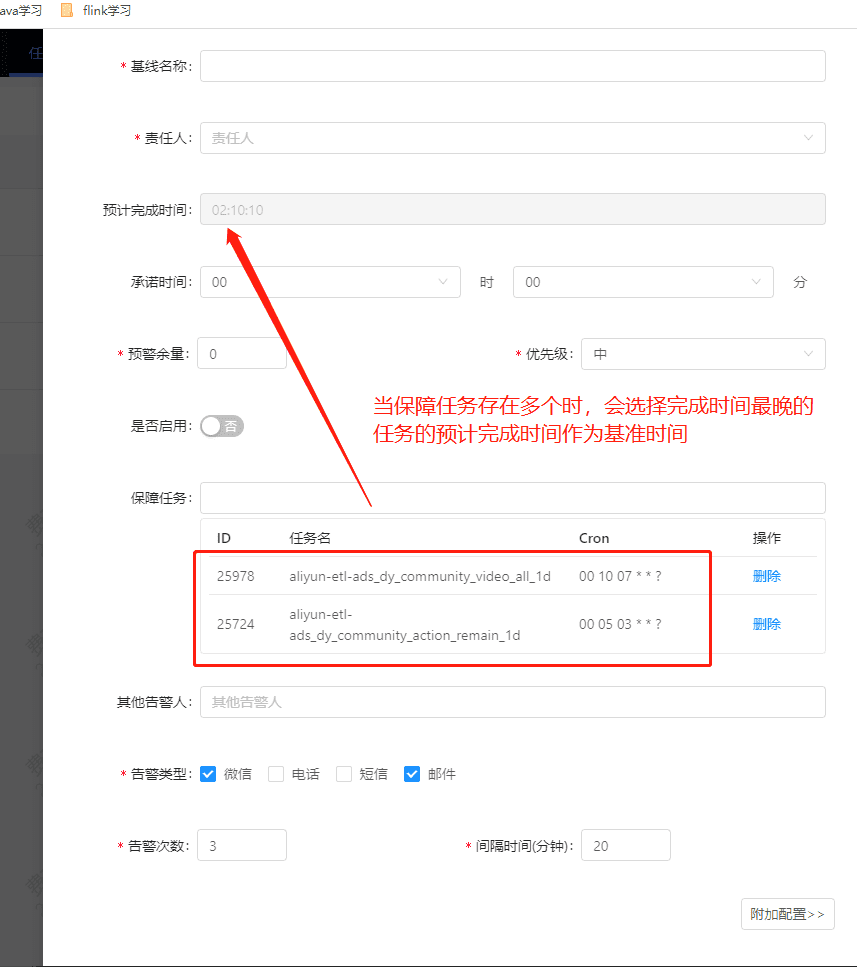 ava学习 flink学习
任
* 基线名称:
* 责任人: 责任人
预计完成时间: 02:10:10
承诺时间: 00 时 00 分
* 预警余量: 0 * 优先级: 中
当保障任务存在多个时，会选择完成时间最晚的
任务的预计完成时间作为基准时间
是否启用: 否
保障任务:
ID 任务名 Cron 操作
25978 aliyun-etl-ads_dy_community_video_all_1d 00 10 07 * * ? 删除
aliyun-etl-
25724 ads_dy_community_action_remain_1d 00 05 03 * * ? 删除
其他告警人: 其他告警人
* 告警类型: 微信 电话 短信 邮件
* 告警次数: 3 * 间隔时间(分钟): 20
附加配置>>